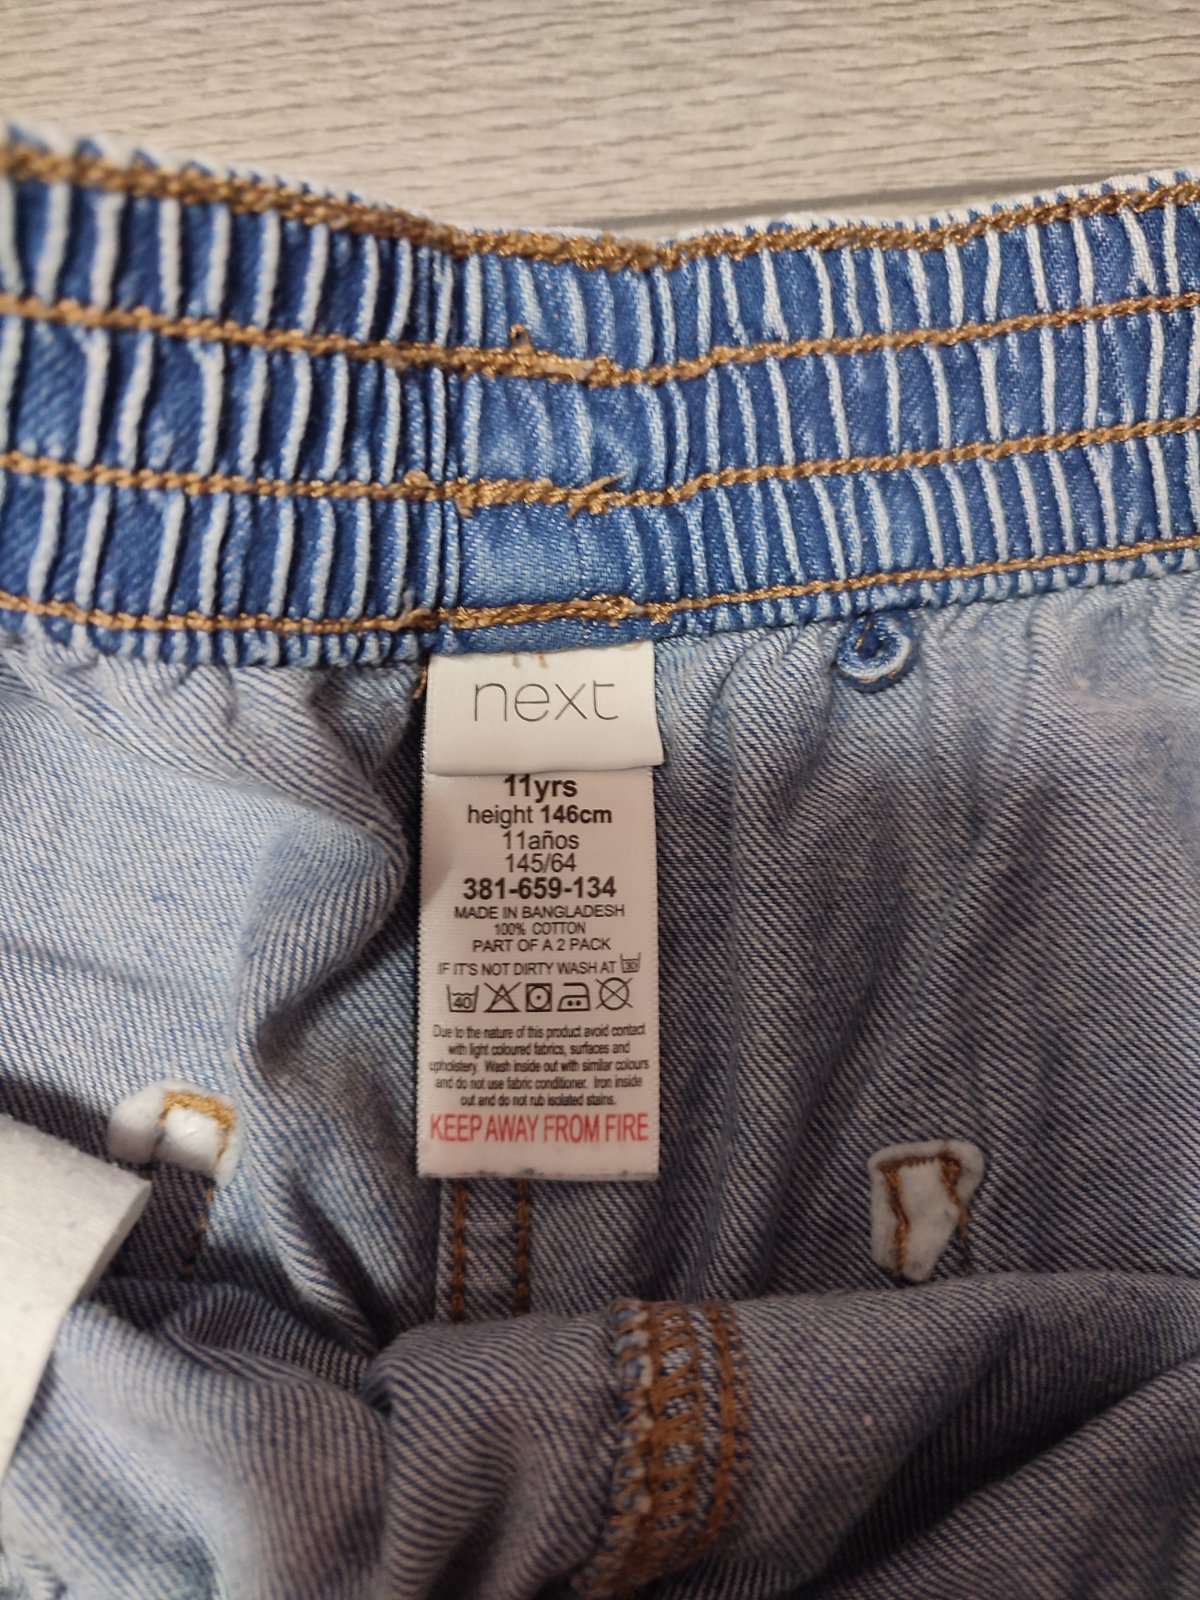 next
11yrs
height 146cm
11años
145/64
381-659-134
MADE IN BANGLADESH
100% COTTON
PART OF A 2 PACK
IF IT'S NOT DIRTY WASH AT 30
40
Due to the nature of this product avoid contact
with light coloured fabrics, surfaces and
upholstery. Wash inside out with similar colours
and do not use fabric conditioner. Iron inside
out and do not rub isolated stains.
KEEP AWAY FROM FIRE